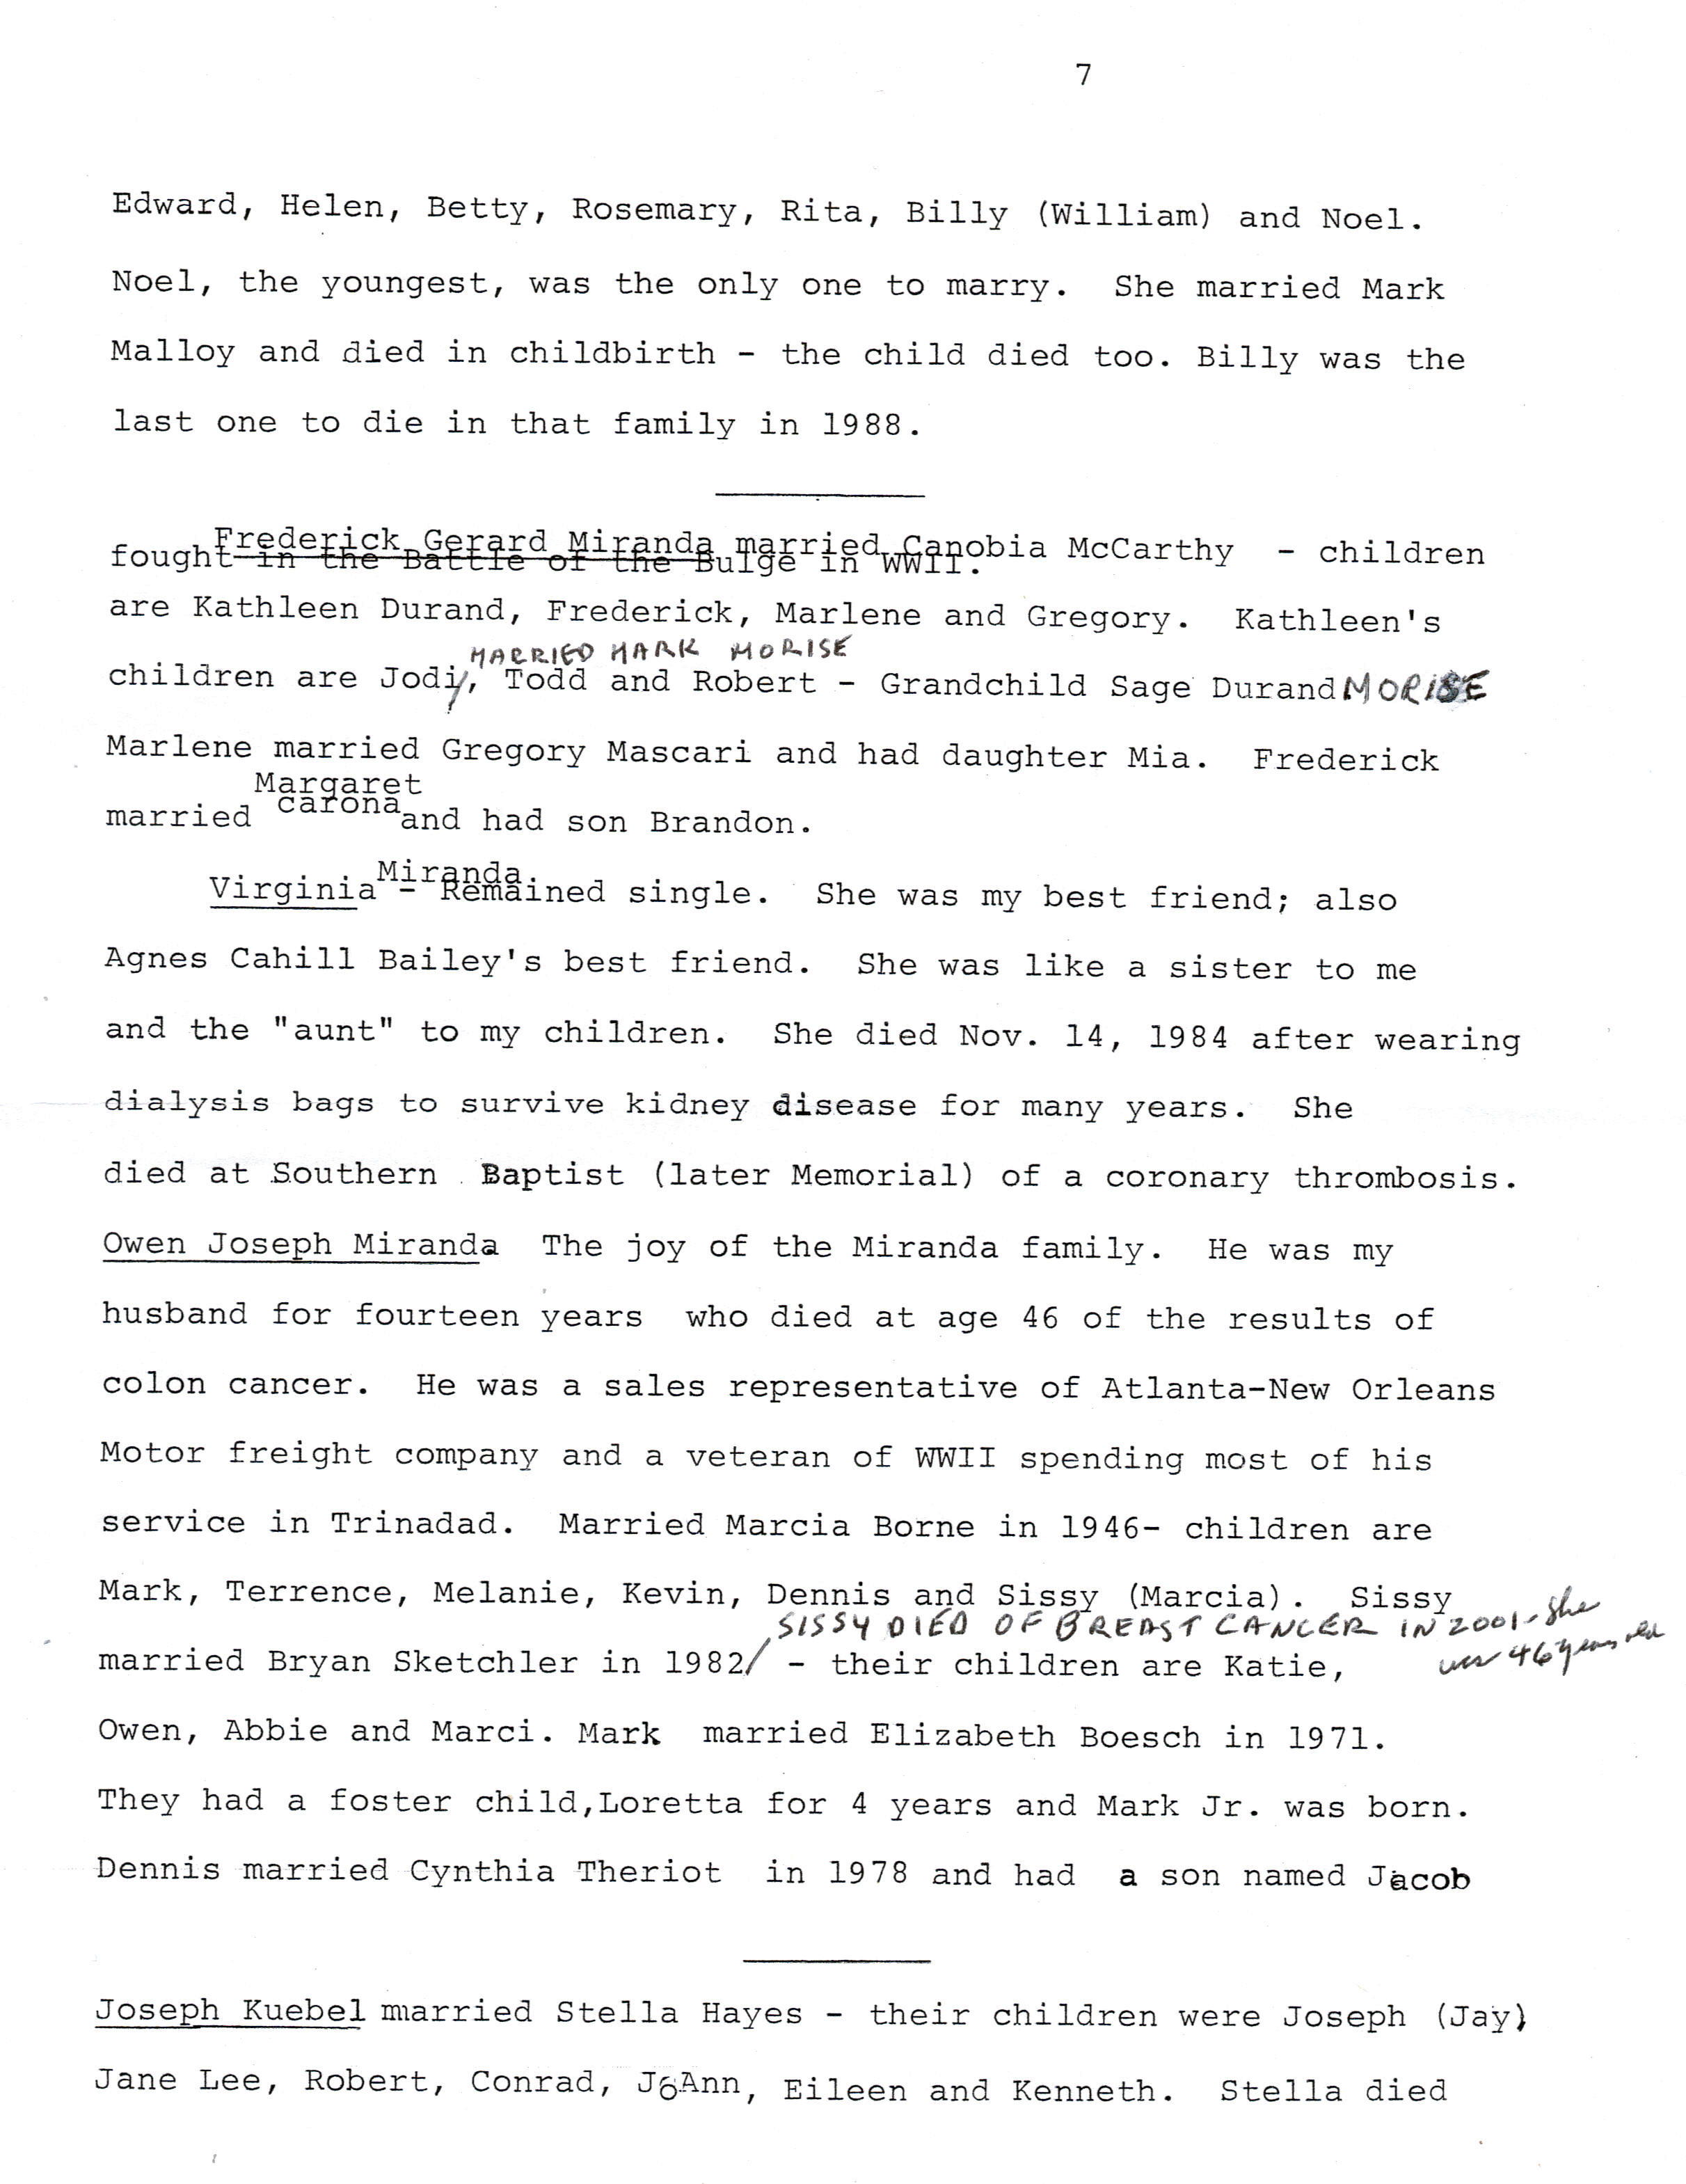 7
Edward, Helen, Betty, Rosemary, Rita, Billy (William) and Noel.
Noel, the youngest, was the only one to marry. She married Mark
Malloy and died in childbirth - the child died too. Billy was the
last one to die in that family in 1988.
Frederick Gerard Miranda married Canobia McCarthy - children
fought in the Battle of the Bulge in WWII.
are Kathleen Durand, Frederick, Marlene and Gregory. Kathleen's
MARRIED MARK MORISE
children are Jodi/, Todd and Robert - Grandchild Sage Durand MORISE
Marlene married Gregory Mascari and had daughter Mia. Frederick
Margaret
married carona and had son Brandon.
Miranda.
Virginia - Remained single. She was my best friend; also
Agnes Cahill Bailey's best friend. She was like a sister to me
and the "aunt" to my children. She died Nov. 14, 1984 after wearing
dialysis bags to survive kidney disease for many years. She
died at Southern Baptist (later Memorial) of a coronary thrombosis.
Owen Joseph Miranda The joy of the Miranda family. He was my
husband for fourteen years who died at age 46 of the results of
colon cancer. He was a sales representative of Atlanta-New Orleans
Motor freight company and a veteran of WWII spending most of his
service in Trinadad. Married Marcia Borne in 1946- children are
Mark, Terrence, Melanie, Kevin, Dennis and Sissy (Marcia). Sissy
SISSY DIED OF BREAST CANCER IN 2001 - She
was 46 years old
married Bryan Sketchler in 1982/ - their children are Katie,
Owen, Abbie and Marci. Mark married Elizabeth Boesch in 1971.
They had a foster child,Loretta for 4 years and Mark Jr. was born.
Dennis married Cynthia Theriot in 1978 and had a son named Jacob
Joseph Kuebel married Stella Hayes - their children were Joseph (Jay)
Jane Lee, Robert, Conrad, JoAnn, Eileen and Kenneth. Stella died